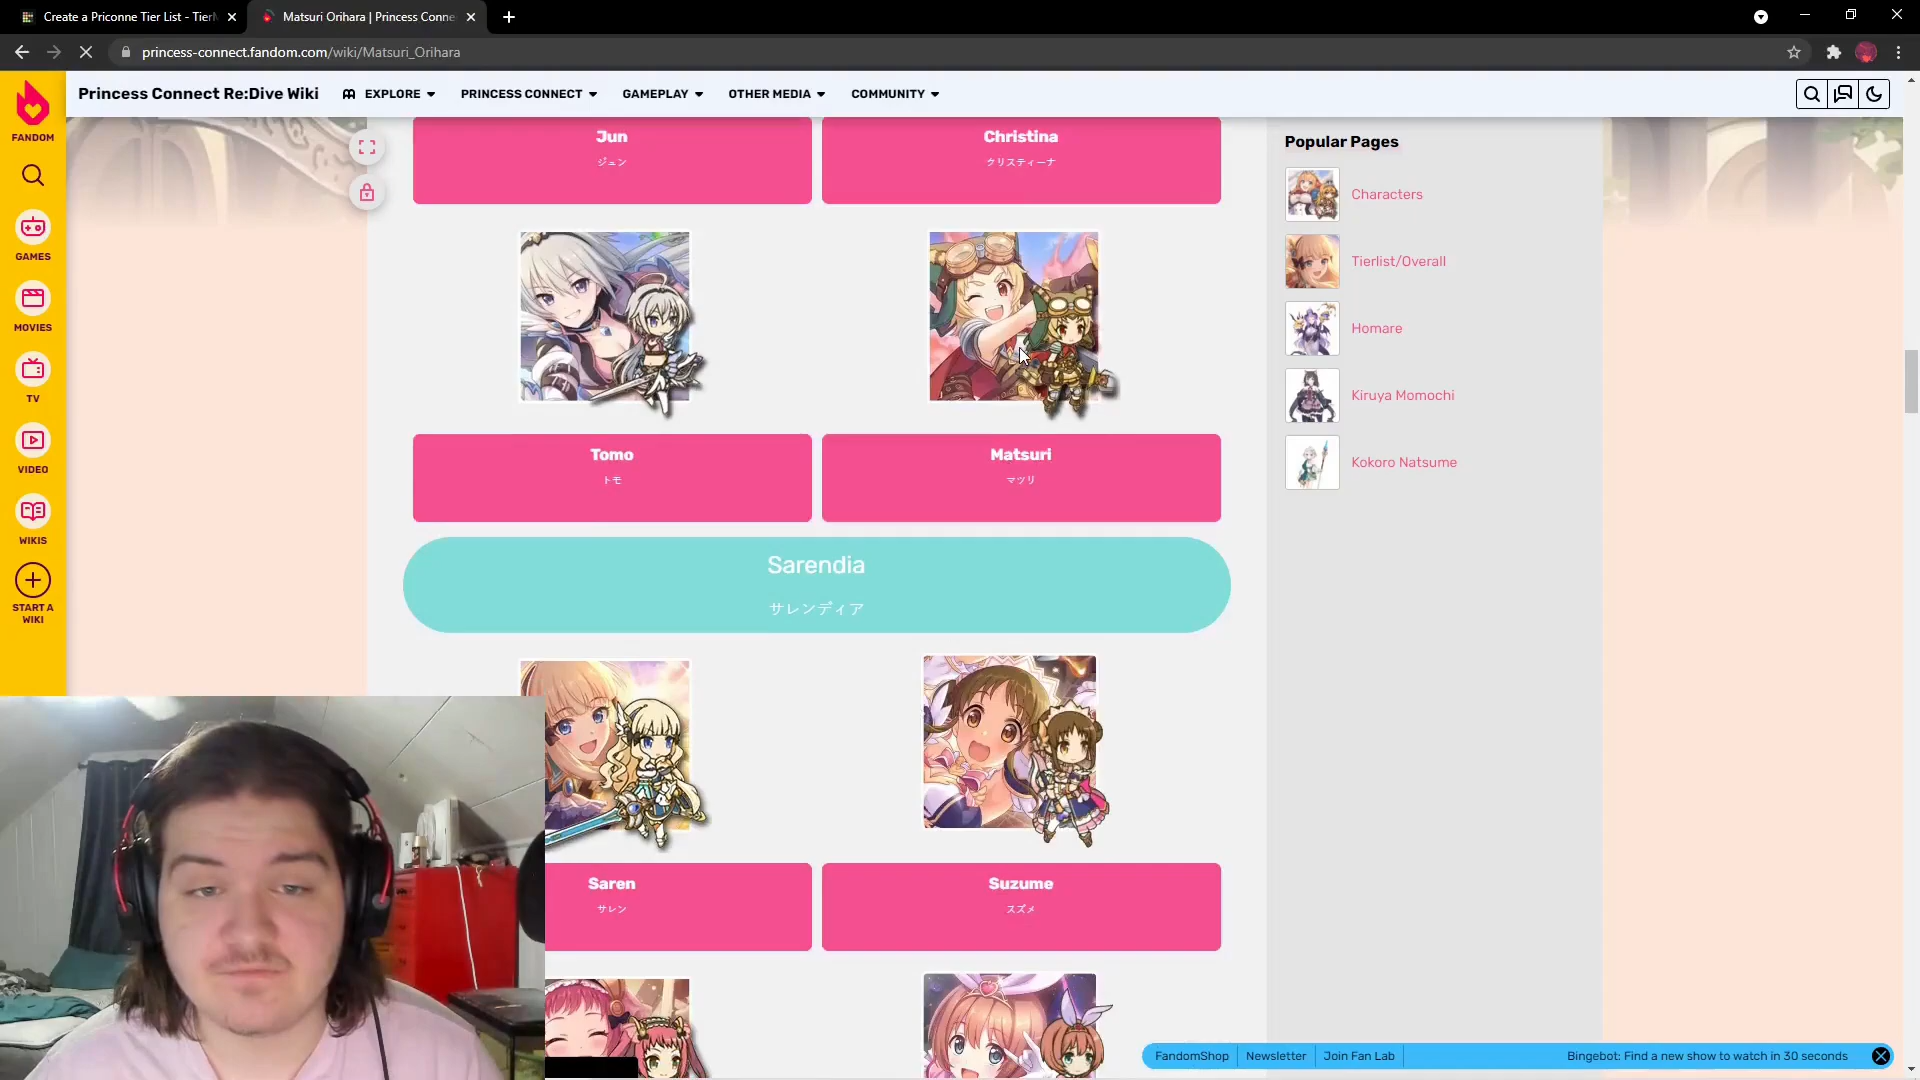 Create a Priconne Tier List - Tier
Matsuri Orihara | Princess Conne
princess-connect.fandom.com/wiki/Matsuri_Orihara
Princess Connect Re:Dive Wiki
EXPLORE
PRINCESS CONNECT
GAMEPLAY
OTHER MEDIA
COMMUNITY
FANDOM
GAMES
MOVIES
TV
VIDEO
WIKIS
START A
WIKI
Jun
ジュン
Christina
クリスティーナ
Tomo
トモ
Matsuri
マツリ
Sarendia
サレンディア
Saren
サレン
Suzume
スズメ
Popular Pages
Characters
Tierlist/Overall
Homare
Kiruya Momochi
Kokoro Natsume
FandomShop
Newsletter
Join Fan Lab
Bingebot: Find a new show to watch in 30 seconds